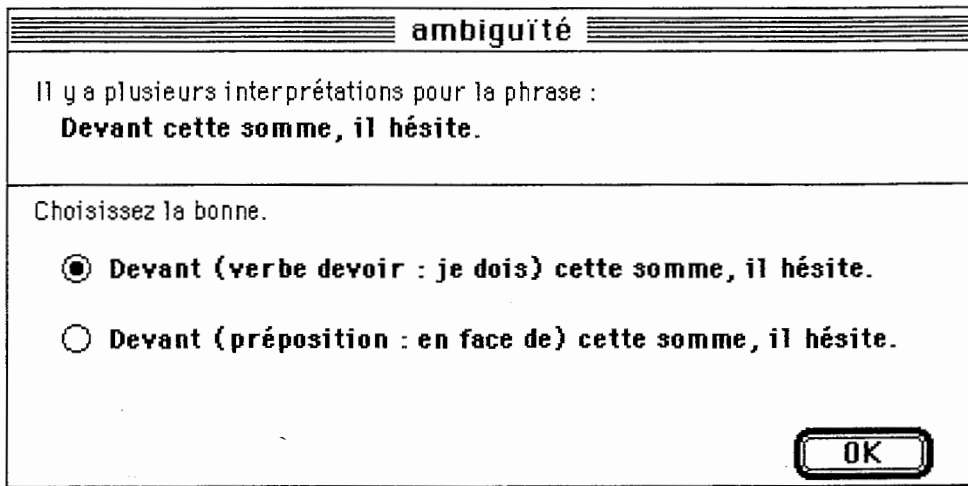 ambiguïté
Il y a plusieurs interprétations pour la phrase :
Devant cette somme, il hésite.
Choisissez la bonne.
Devant (verbe devoir : je dois) cette somme, il hésite.
Devant (préposition : en face de) cette somme, il hésite.
OK